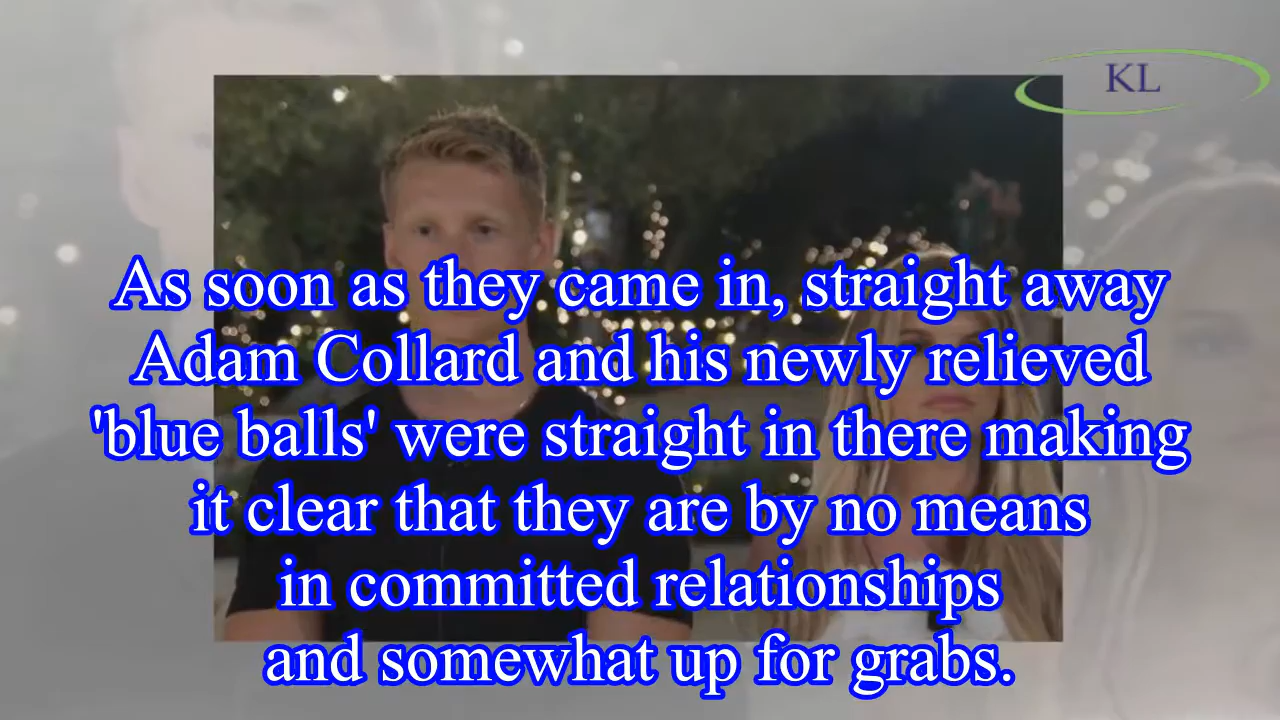 KL
As soon as they came in, straight away
Adam Collard and his newly relieved
'blue balls' were straight in there making
it clear that they are by no means
in committed relationships
and somewhat up for grabs.